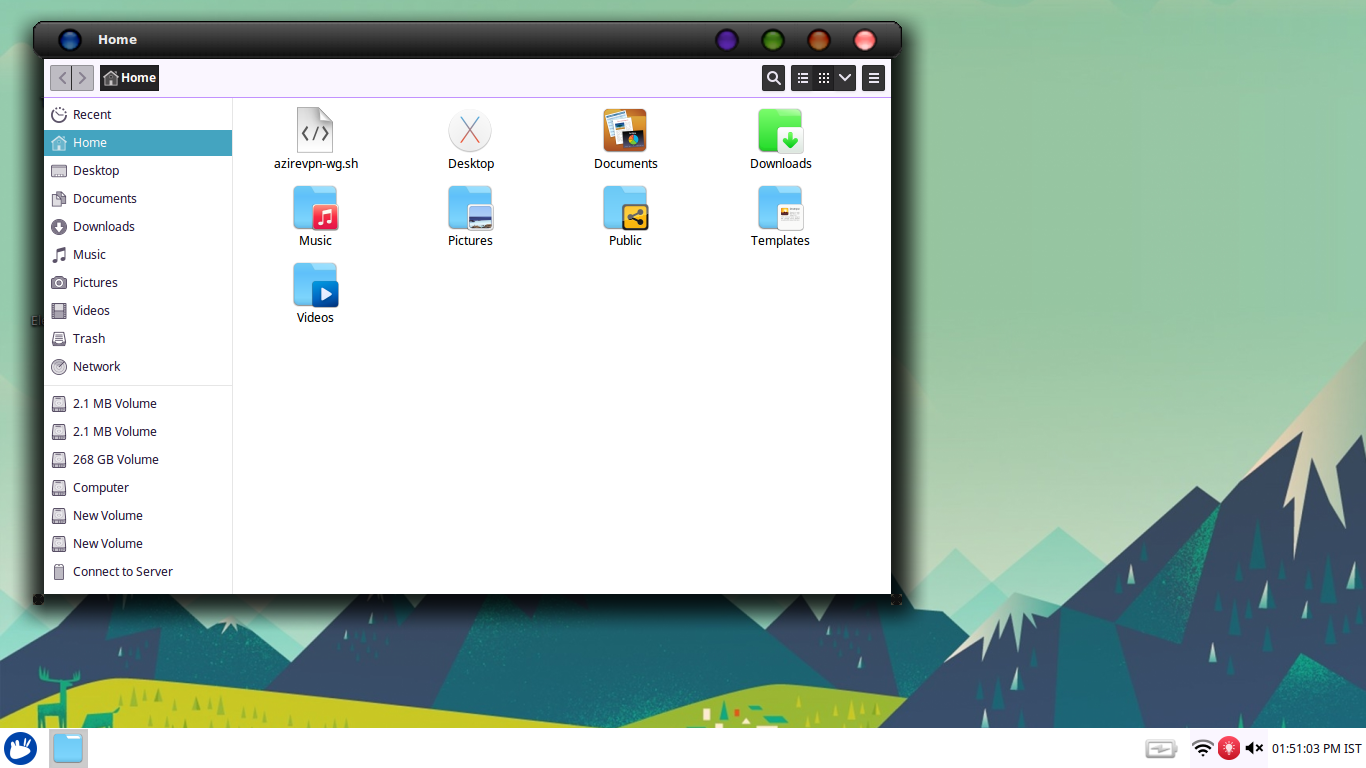 Home
Home
Recent
Home
Desktop
Documents
Downloads
Music
Pictures
Videos
Trash
Network
2.1 MB Volume
2.1 MB Volume
268 GB Volume
Computer
New Volume
New Volume
Connect to Server
azirevpn-wg.sh
Desktop
Documents
Downloads
Music
Pictures
Public
Templates
Videos
01:51:03 PM IST